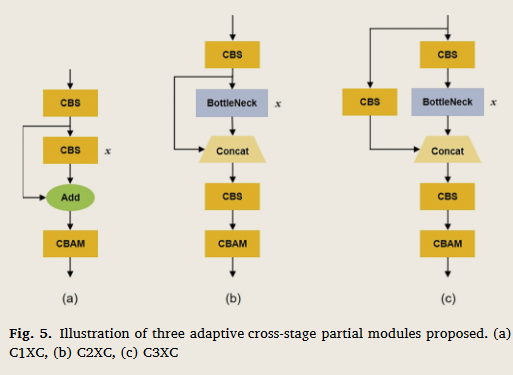 CBS
CBS
x
Add
CBAM
(a)
CBS
BottleNeck
x
Concat
CBS
CBAM
(b)
CBS
CBS
BottleNeck
x
Concat
CBS
CBAM
(c)
Fig. 5. Illustration of three adaptive cross-stage partial modules proposed. (a)
C1XC, (b) C2XC, (c) C3XC